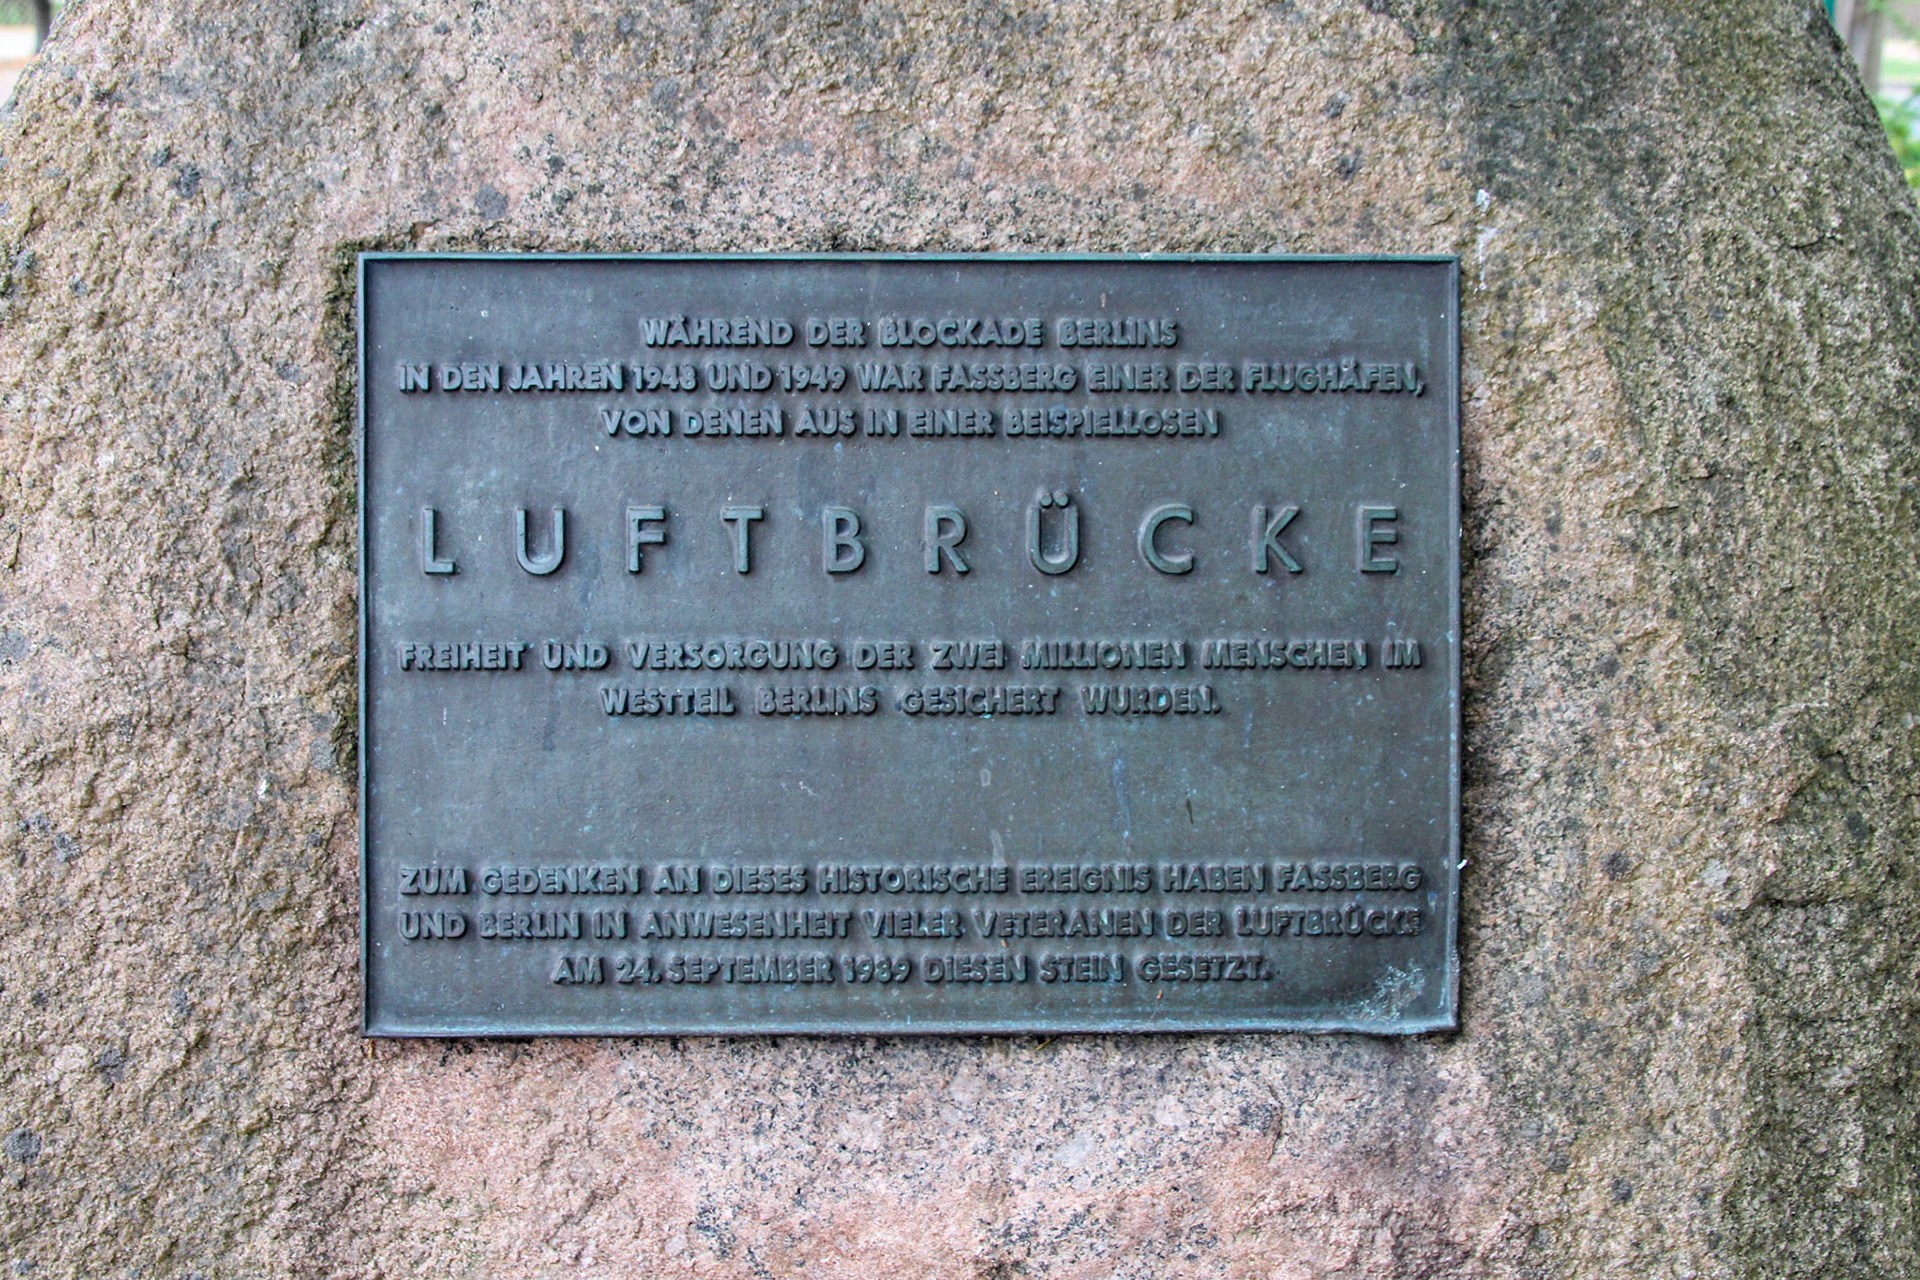 WÄHREND DER BLOCKADE BERLINS
IN DEN JAHREN 1948 UND 1949 WAR FASSBERG EINER DER FLUGHÄFEN,
VON DENEN AUS IN EINER BEISPIELLOSEN
LUFTBRÜCKE
FREIHEIT UND VERSORGUNG DER ZWEI MILLIONEN MENSCHEN IM
WESTTEIL BERLINS GESICHERT WURDEN.
ZUM GEDENKEN AN DIESES HISTORISCHE EREIGNIS HABEN FASSBERG
UND BERLIN IN ANWESENHEIT VIELER VETERANEN DER LUFTBRÜCKE
AM 24. SEPTEMBER 1989 DIESEN STEIN GESETZT.